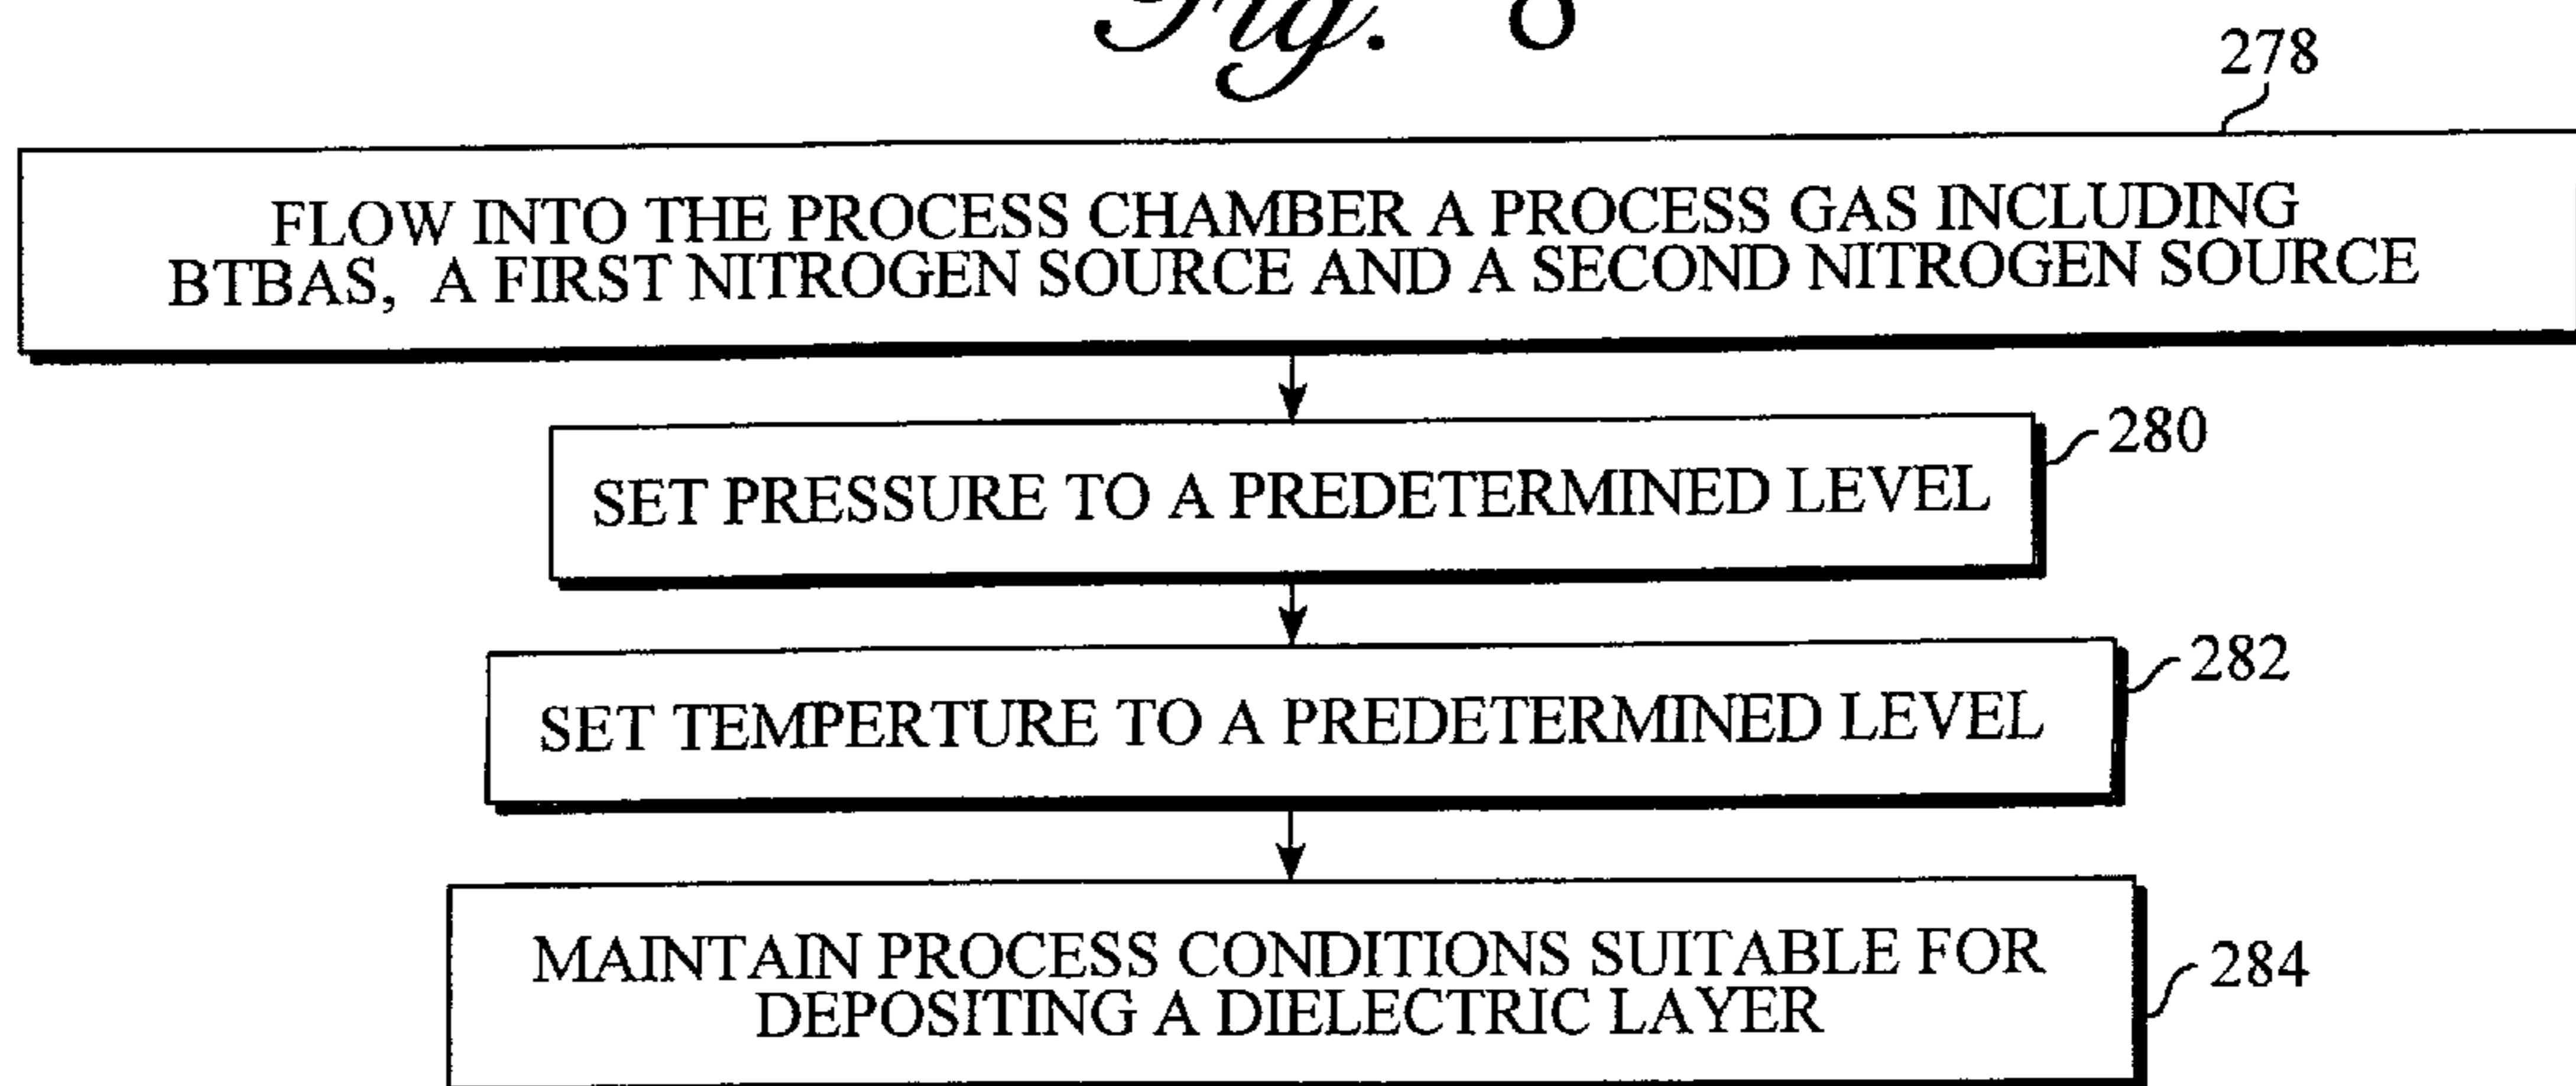 Fig. 8
278
FLOW INTO THE PROCESS CHAMBER A PROCESS GAS INCLUDING
BTBAS, A FIRST NITROGEN SOURCE AND A SECOND NITROGEN SOURCE
280
SET PRESSURE TO A PREDETERMINED LEVEL
282
SET TEMPERTURE TO A PREDETERMINED LEVEL
MAINTAIN PROCESS CONDITIONS SUITABLE FOR
DEPOSITING A DIELECTRIC LAYER
284